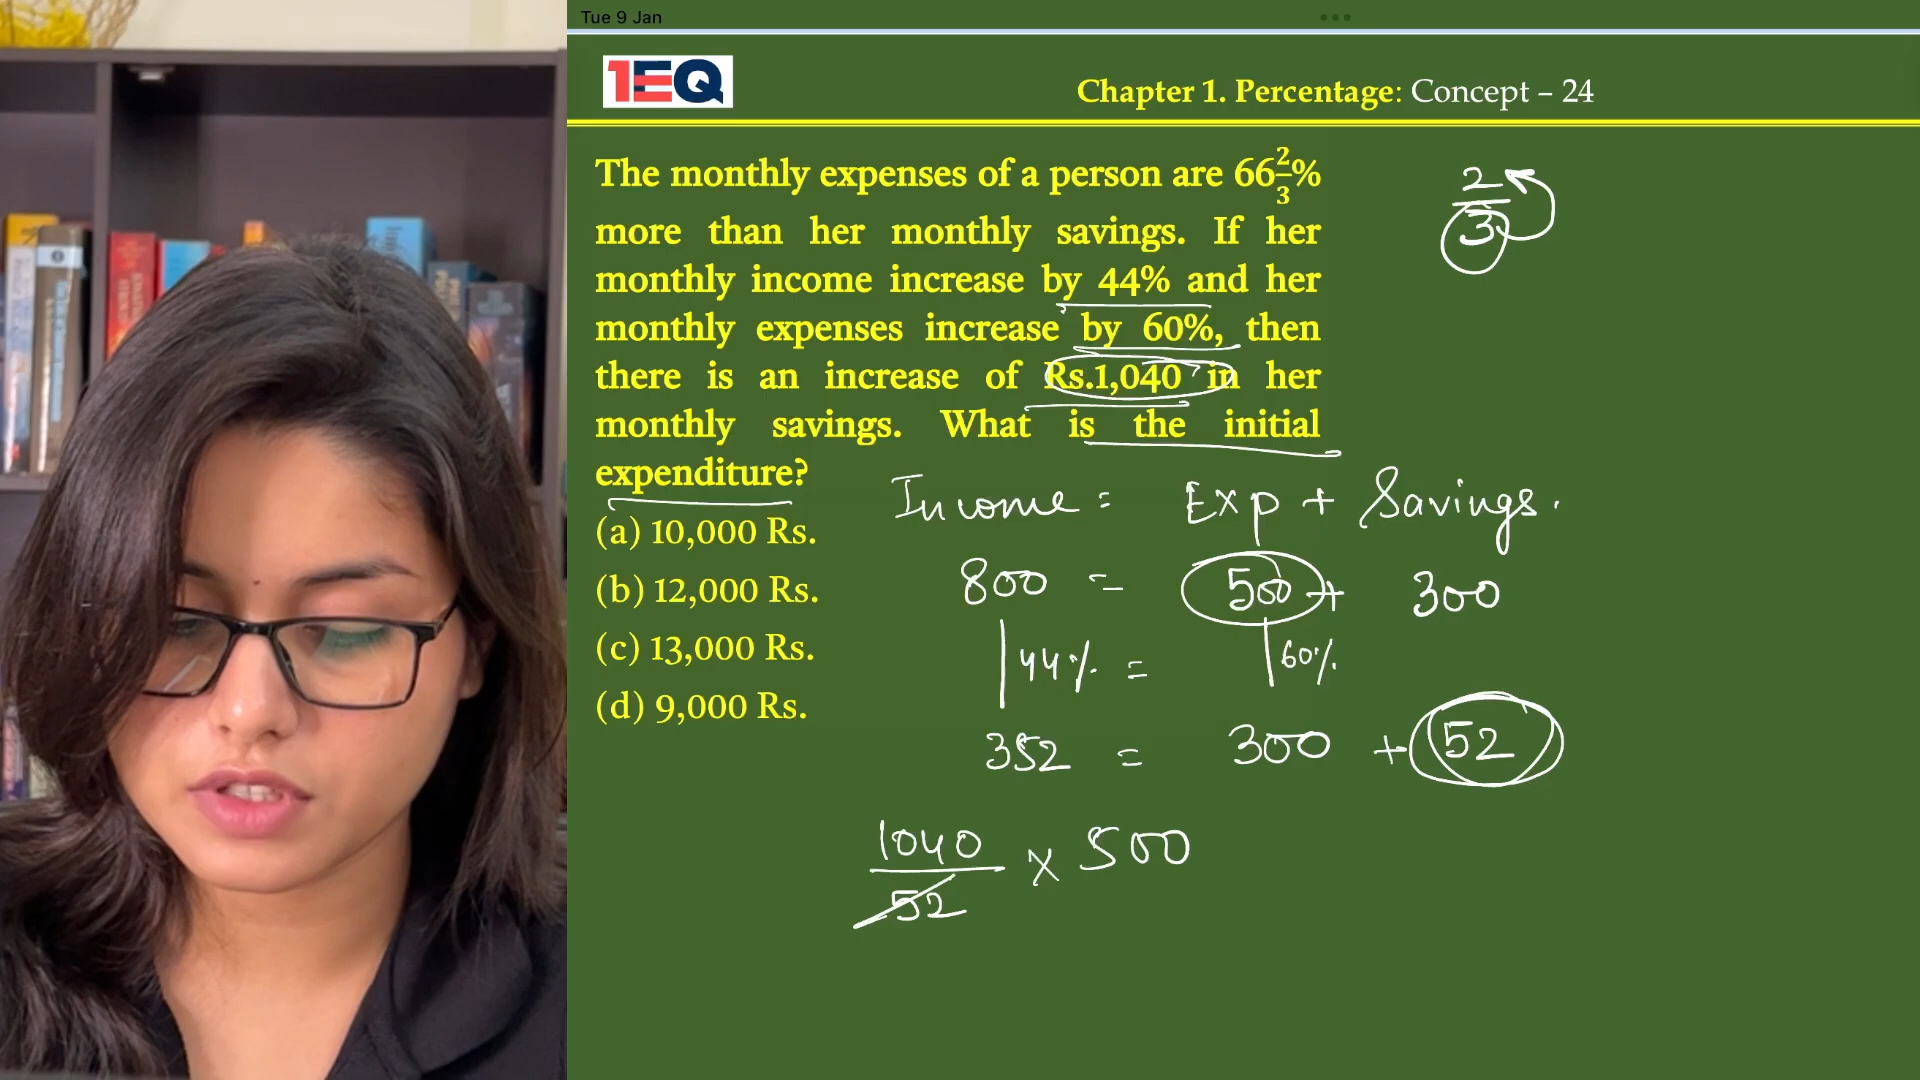 Tue 9 Jan
1EQ
Chapter 1. Percentage: Concept – 24
The monthly expenses of a person are 66 2/3%
more than her monthly savings. If her
monthly income increase by 44% and her
monthly expenses increase by 60%, then
there is an increase of Rs.1,040 in her
monthly savings. What is the initial
expenditure?
(a) 10,000 Rs.
(b) 12,000 Rs.
(c) 13,000 Rs.
(d) 9,000 Rs.
2/3
Income = Exp + Savings.
800 = 500 + 300
44% = 60%
352 = 300 + 52
1040/52 × 500